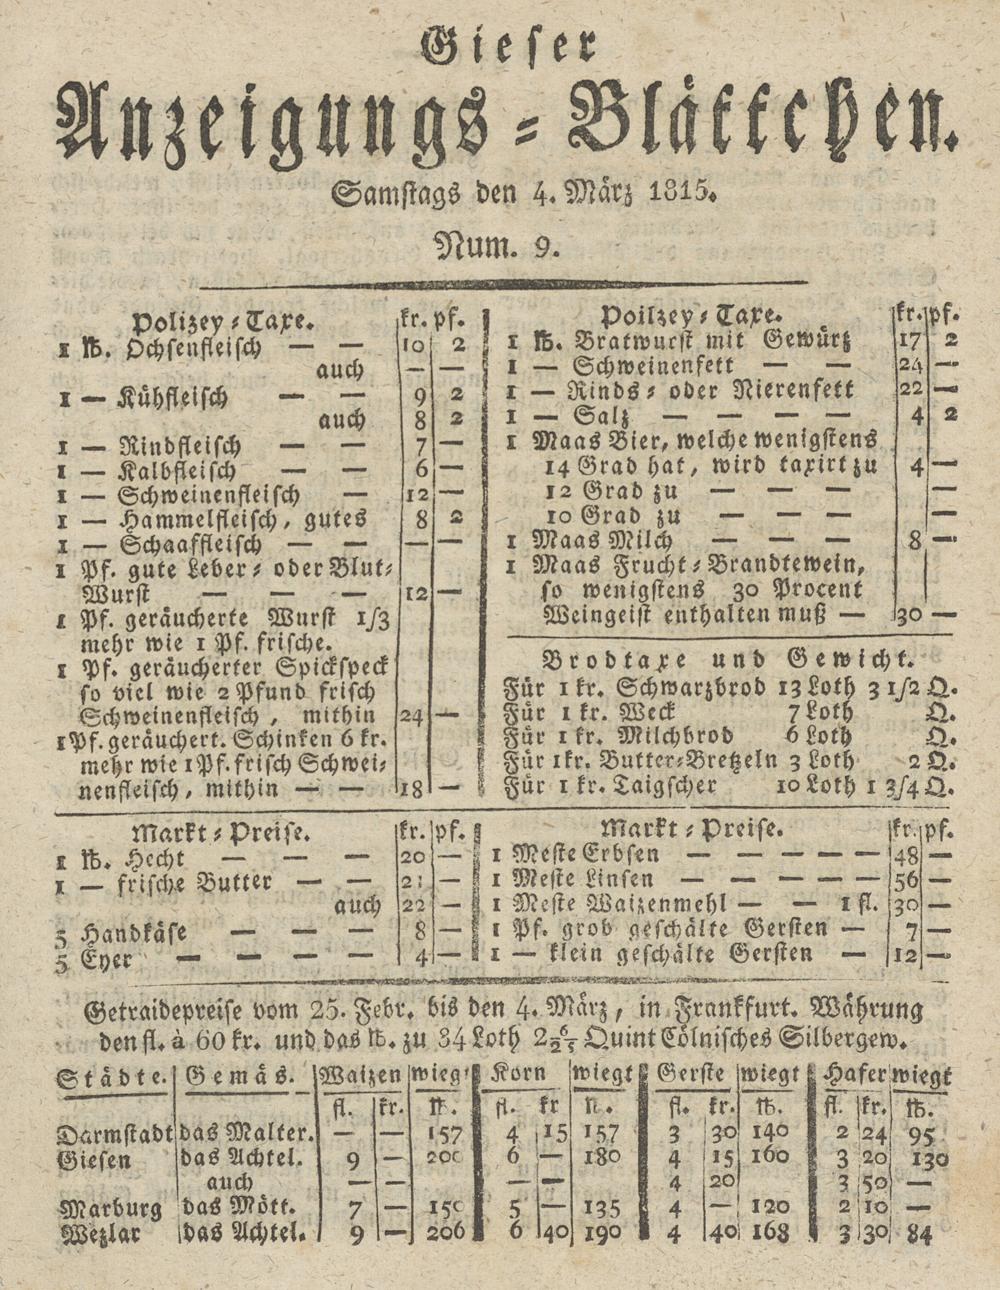 Gieser
Anzeigungs-Blättchen.
Samstags den 4. März 1815.
Num. 9.
Polizey-Taxe. kr. pf.
1 ℔. Ochsenfleisch — — 10 2
auch — —
1 — Kühfleisch — — 9 2
auch 8 2
1 — Rindfleisch — — 7 —
1 — Kalbfleisch — — 6 —
1 — Schweinenfleisch — 12 —
1 — Hammelfleisch, gutes 8 2
1 — Schaaffleisch — — — —
1 Pf. gute Leber- oder Blut-
Wurst — — — 12 —
1 Pf. geräucherte Wurst 1/3
mehr wie 1 Pf. frische.
1 Pf. geräucherter Spickspeck
so viel wie 2 Pfund frisch
Schweinenfleisch, mithin 24 —
1 Pf. geräuchert. Schinken 6 kr.
mehr wie 1 Pf. frisch Schwei-
nenfleisch, mithin — — 18 —
Poilzey-Taxe. kr. pf.
1 ℔. Bratwurst mit Gewürz 17 2
1 — Schweinenfett — — 24 —
1 — Rinds- oder Nierenfett 22 —
1 — Salz — — — — 4 2
1 Maas Bier, welche wenigstens
14 Grad hat, wird taxirt zu 4 —
12 Grad zu — — — —
10 Grad zu — — — —
1 Maas Milch — — — 8 —
1 Maas Frucht-Brandtewein,
so wenigstens 30 Procent
Weingeist enthalten muß — 30 —
Brodtaxe und Gewicht.
Für 1 kr. Schwarzbrod 13 Loth 3 1/2 Q.
Für 1 kr. Weck 7 Loth Q.
Für 1 kr. Milchbrod 6 Loth Q.
Für 1 kr. Butter-Bretzeln 3 Loth 2 Q.
Für 1 kr. Taigscher 10 Loth 1 3/4 Q.
Markt-Preise. kr. pf.
1 ℔. Hecht — — — 20 —
1 — frische Butter — — 21 —
auch 22 —
5 Handkäse — — — 8 —
5 Eyer — — — — 4 —
Markt-Preise. kr. pf.
1 Meste Erbsen — — — — — 48 —
1 Meste Linsen — — — — — 56 —
1 Meste Waizenmehl — — 1 fl. 30 —
1 Pf. grob geschälte Gersten — 7 —
1 — klein geschälte Gersten — 12 —
Getraidepreise vom 25. Febr. bis den 4. März, in Frankfurt. Währung
den fl. à 60 kr. und das ℔. zu 34 Loth 2 Quint Cölnisches Silbergew.
Städte. Gemäs. Waizen wiegt Korn wiegt Gerste wiegt Hafer wiegt
fl. kr. ℔. fl. kr ℔. fl. kr. ℔. fl. kr. ℔.
Darmstadt das Malter. — — 157 4 15 157 3 30 140 2 24 95
Giesen das Achtel. 9 — 200 6 — 180 4 15 160 3 20 130
auch — — — — 4 20 3 50 —
Marburg das Mött. 7 — 150 5 — 135 4 — 120 2 10 —
Wezlar das Achtel. 9 — 206 6 40 190 4 40 168 3 30 84